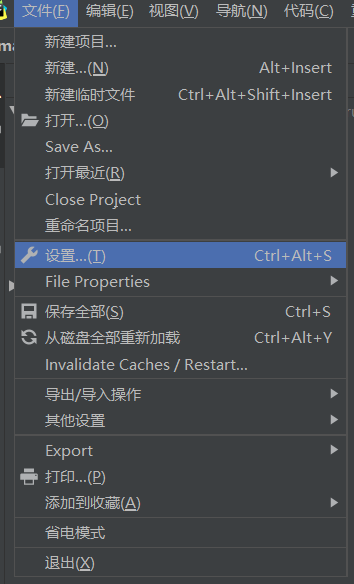 文件(F) 编辑(E) 视图(V) 导航(N) 代码(C)
新建项目...
新建...(N) Alt+Insert
新建临时文件 Ctrl+Alt+Shift+Insert
打开...(O)
Save As...
打开最近(R)
Close Project
重命名项目...
设置...(T) Ctrl+Alt+S
File Properties
保存全部(S) Ctrl+S
从磁盘全部重新加载 Ctrl+Alt+Y
Invalidate Caches / Restart...
导出/导入操作
其他设置
Export
打印...(P)
添加到收藏(A)
省电模式
退出(X)